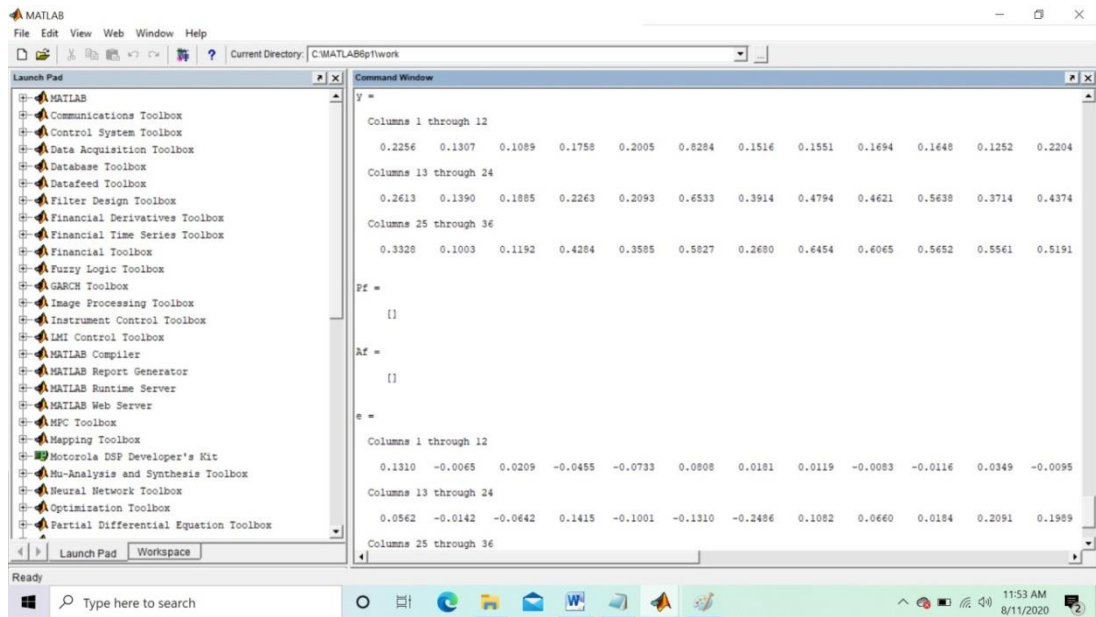 MATLAB
File Edit View Web Window Help
? Current Directory: C:\MATLAB6p1\work ...
Launch Pad
MATLAB
Communications Toolbox
Control System Toolbox
Data Acquisition Toolbox
Database Toolbox
Datafeed Toolbox
Filter Design Toolbox
Financial Derivatives Toolbox
Financial Time Series Toolbox
Financial Toolbox
Fuzzy Logic Toolbox
GARCH Toolbox
Image Processing Toolbox
Instrument Control Toolbox
LMI Control Toolbox
MATLAB Compiler
MATLAB Report Generator
MATLAB Runtime Server
MATLAB Web Server
MPC Toolbox
Mapping Toolbox
Motorola DSP Developer's Kit
Mu-Analysis and Synthesis Toolbox
Neural Network Toolbox
Optimization Toolbox
Partial Differential Equation Toolbox
Launch Pad Workspace
Command Window
y =
Columns 1 through 12
0.2256 0.1307 0.1089 0.1758 0.2005 0.8284 0.1516 0.1551 0.1694 0.1648 0.1252 0.2204
Columns 13 through 24
0.2613 0.1390 0.1885 0.2263 0.2093 0.6533 0.3914 0.4794 0.4621 0.5638 0.3714 0.4374
Columns 25 through 36
0.3328 0.1003 0.1192 0.4284 0.3585 0.5827 0.2680 0.6454 0.6065 0.5652 0.5561 0.5191
Pf =
[]
Af =
[]
e =
Columns 1 through 12
0.1310 -0.0065 0.0209 -0.0455 -0.0733 0.0808 0.0181 0.0119 -0.0083 -0.0116 0.0349 -0.0095
Columns 13 through 24
0.0562 -0.0142 -0.0642 0.1415 -0.1001 -0.1310 -0.2486 0.1082 0.0660 0.0184 0.2091 0.1989
Columns 25 through 36
Ready
Type here to search
11:53 AM
8/11/2020
2